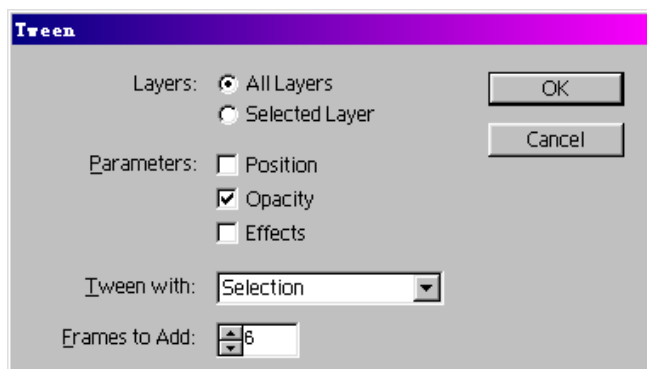 Tween
Layers: All Layers OK
Selected Layer
Cancel
Parameters: Position
Opacity
Effects
Tween with: Selection
Frames to Add: 6